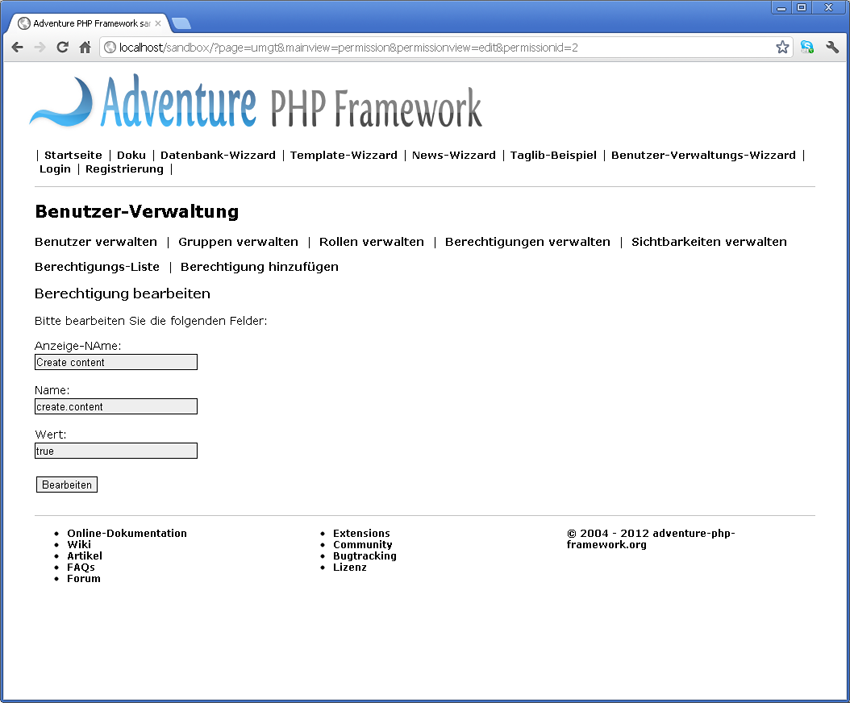 Adventure PHP Framework sar
localhost/sandbox/?page=umgt&mainview=permission&permissionview=edit&permissionid=2
Adventure PHP Framework
| Startseite | Doku | Datenbank-Wizzard | Template-Wizzard | News-Wizzard | Taglib-Beispiel | Benutzer-Verwaltungs-Wizzard |
Login | Registrierung |
Benutzer-Verwaltung
Benutzer verwalten | Gruppen verwalten | Rollen verwalten | Berechtigungen verwalten | Sichtbarkeiten verwalten
Berechtigungs-Liste | Berechtigung hinzufügen
Berechtigung bearbeiten
Bitte bearbeiten Sie die folgenden Felder:
Anzeige-NAme:
Create content
Name:
create.content
Wert:
true
Bearbeiten
Online-Dokumentation
Wiki
Artikel
FAQs
Forum
Extensions
Community
Bugtracking
Lizenz
© 2004 - 2012 adventure-php-
framework.org